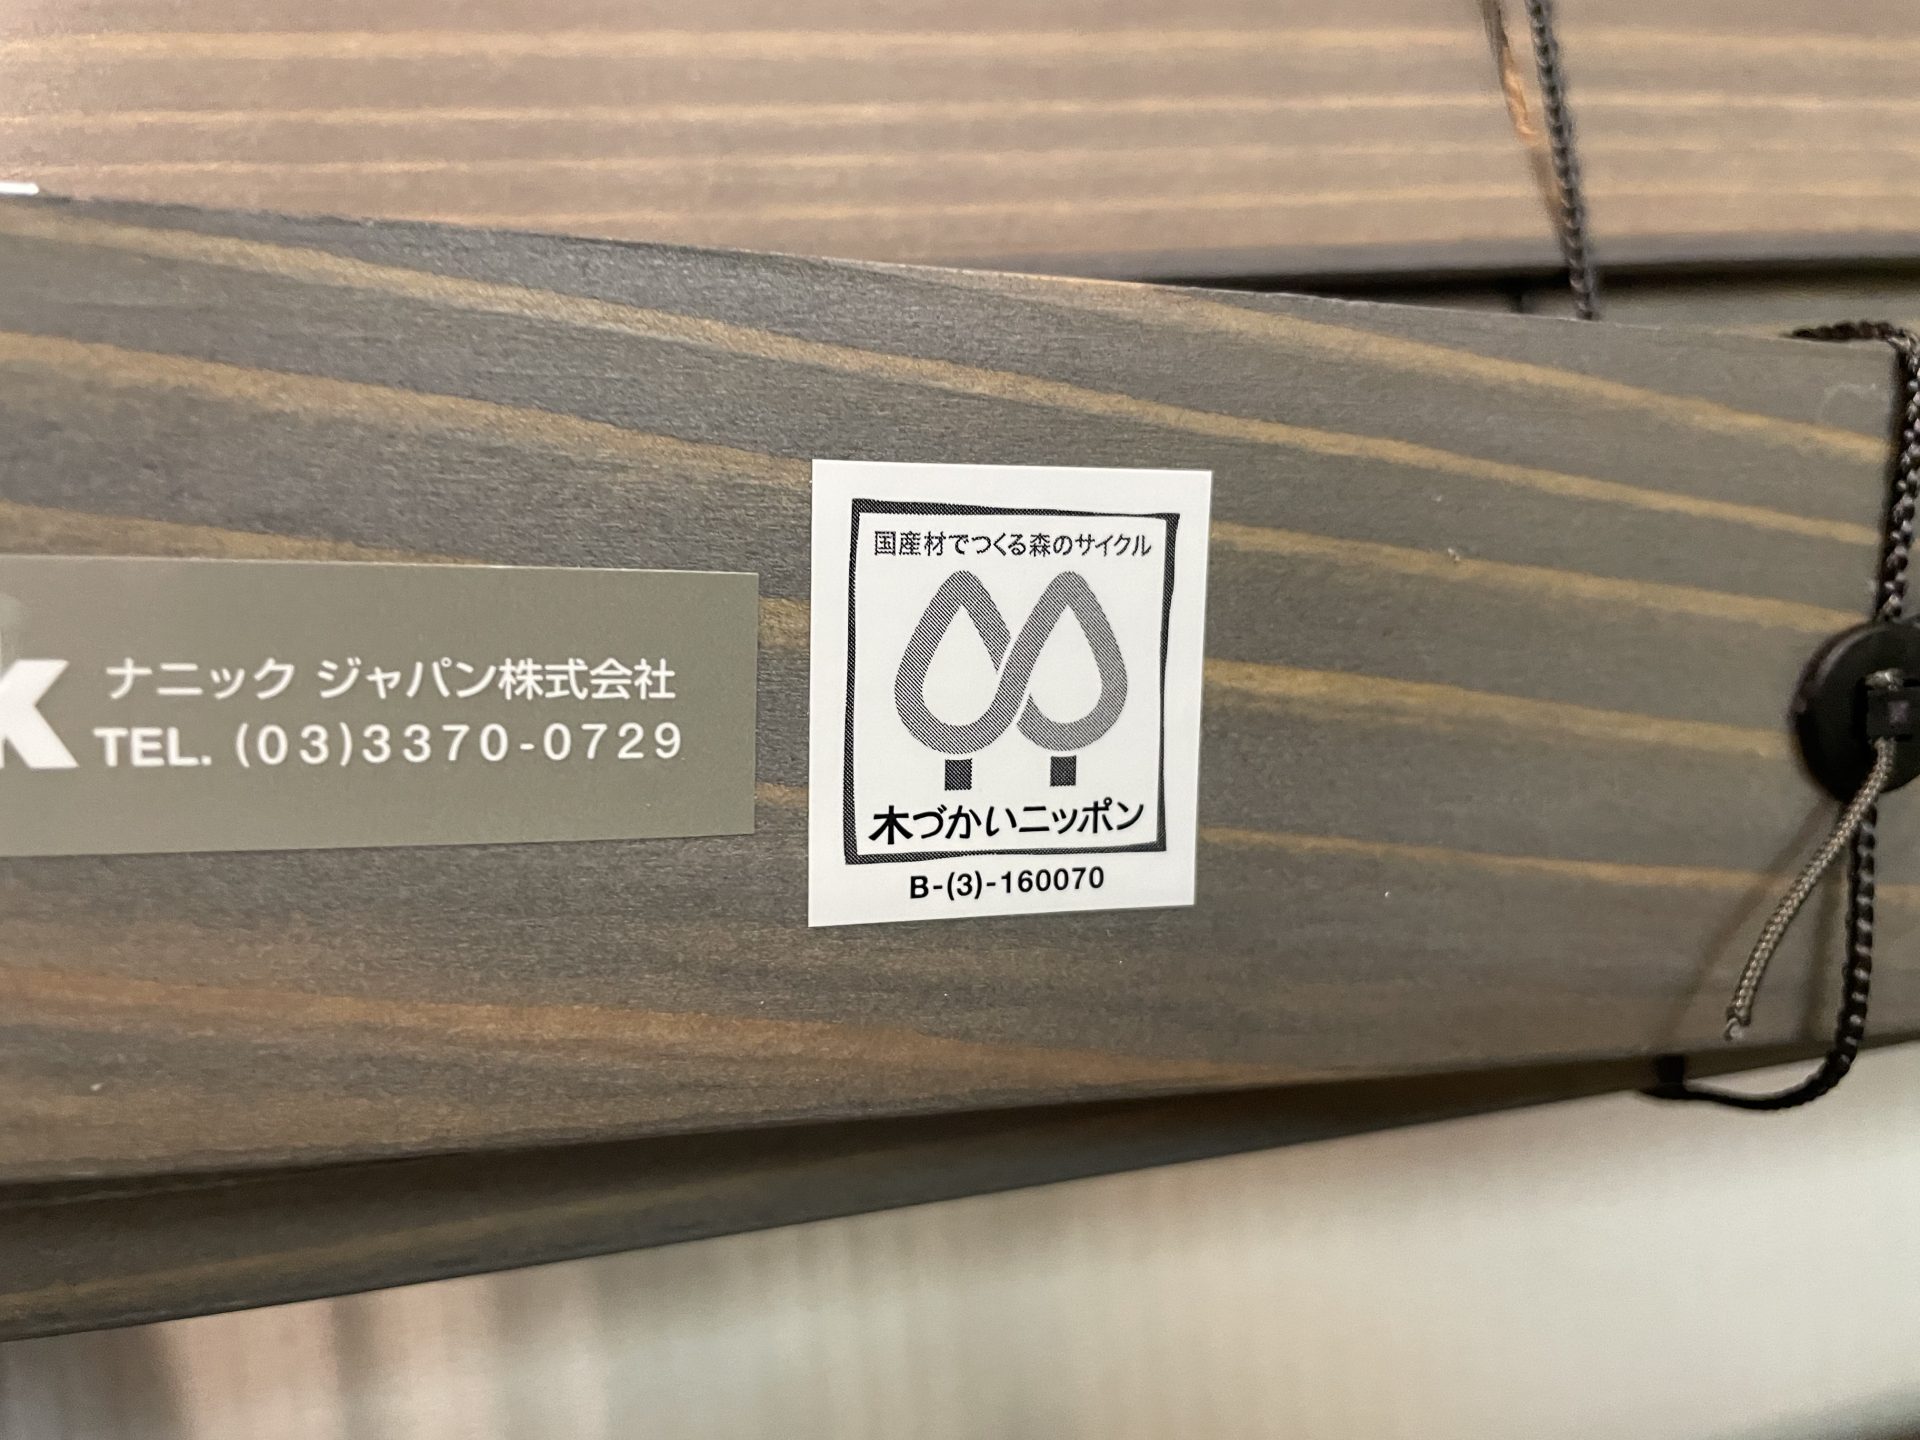 K
ナニック ジャパン株式会社
TEL. (03)3370-0729
国産材でつくる森のサイクル
木づかいニッポン
B-(3)-160070